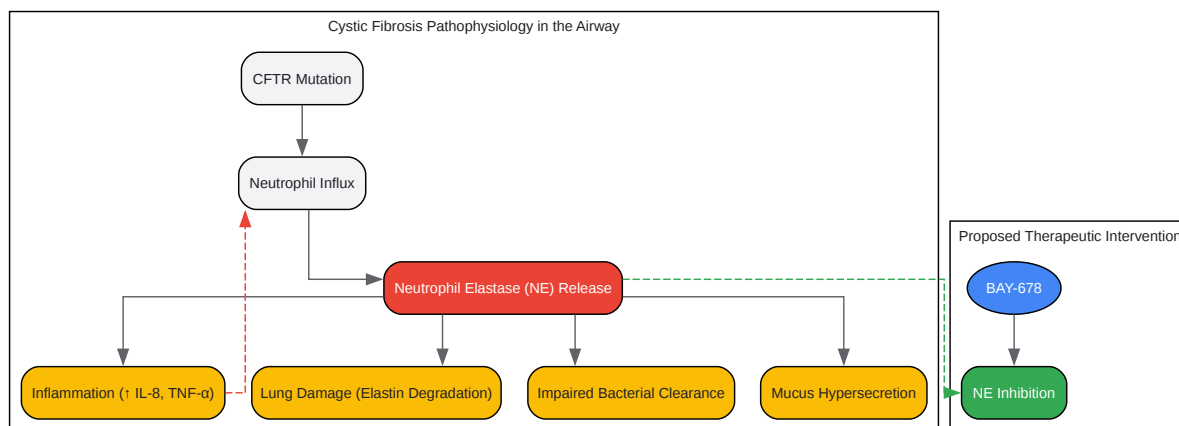 Cystic Fibrosis Pathophysiology in the Airway
CFTR Mutation
Neutrophil Influx
Neutrophil Elastase (NE) Release
Inflammation (↑ IL-8, TNF-α)
Lung Damage (Elastin Degradation)
Impaired Bacterial Clearance
Mucus Hypersecretion
Proposed Therapeutic Intervention
BAY-678
NE Inhibition